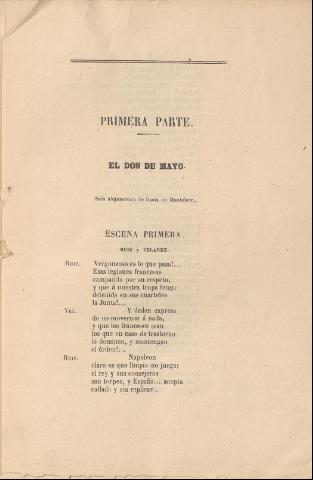 PRIMERA PARTE.
EL DOS DE MAYO.
Sala alojamiento de Daoiz en Monteleon.
ESCENA PRIMERA.
RUIZ y VELARDE.
RUIZ. Vergonzoso es lo que pasa!...
Esas legiones francesas
campando por su respeto,
y que á nuestra tropa tenga
detenida en sus cuarteles
la Junta!...
VEL. Y órden expresa
de no movernos á nada,
y que los franceses sean
los que en caso de trastorno
lo dominen, y mantengan
el órden!...
RUIZ. Napoleon
claro es que limpio no juega;
el rey y sus consejeros
son torpes, y España... acepta
callada y sin replicar..